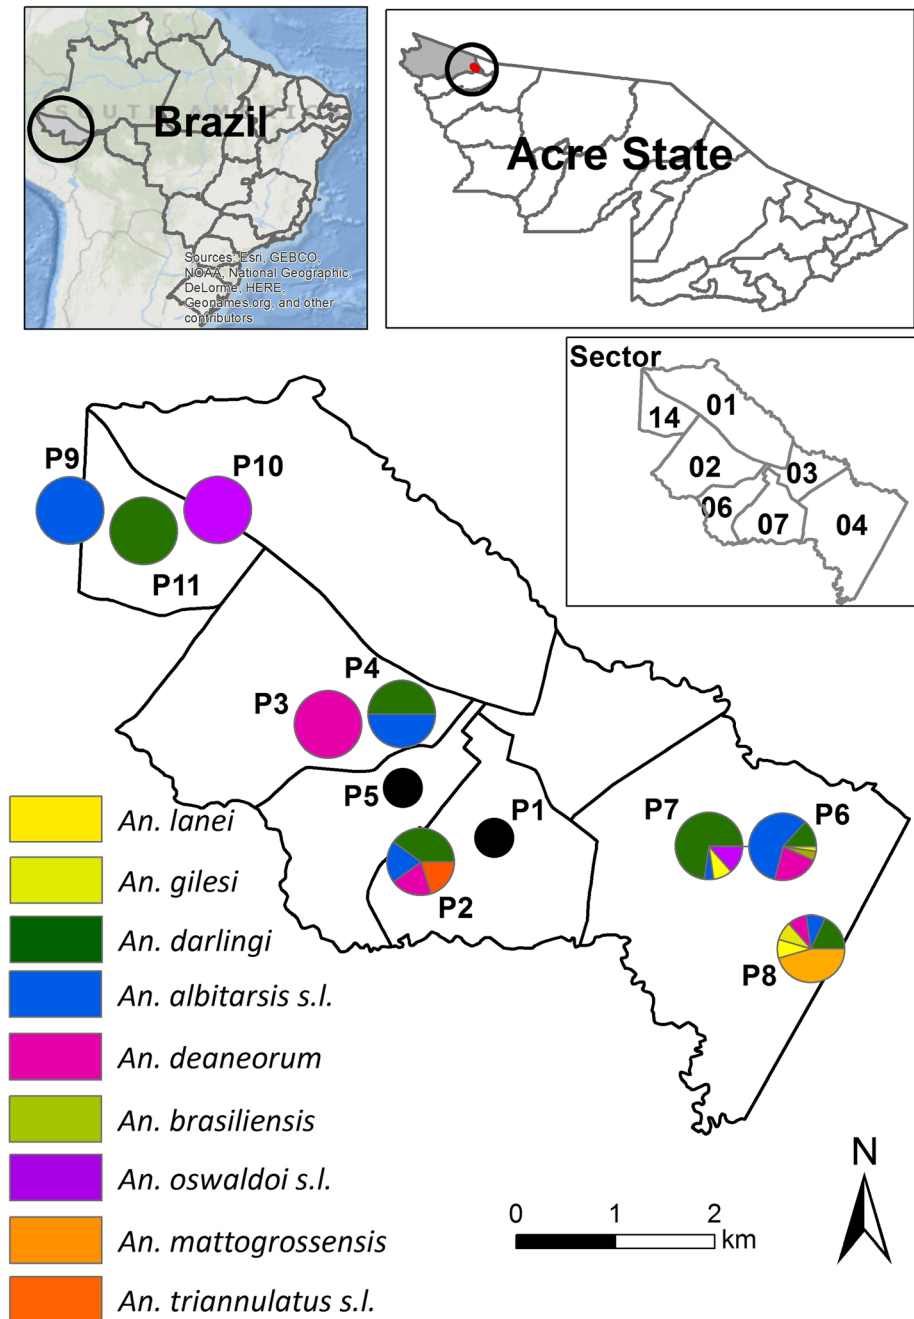 SOUTH AMERICA
Brazil
Sources: Esri, GEBCO,
NOAA, National Geographic,
DeLorme, HERE,
Geonames.org, and other
contributors
Acre State
Sector
01
14
02
03
06
07
04
P9
P10
P11
P4
P3
P5
P1
P7
P6
P2
P8
An. lanei
An. gilesi
An. darlingi
An. albitarsis s.l.
An. deaneorum
An. brasiliensis
An. oswaldoi s.l.
An. mattogrossensis
An. triannulatus s.l.
0 1 2
km
N